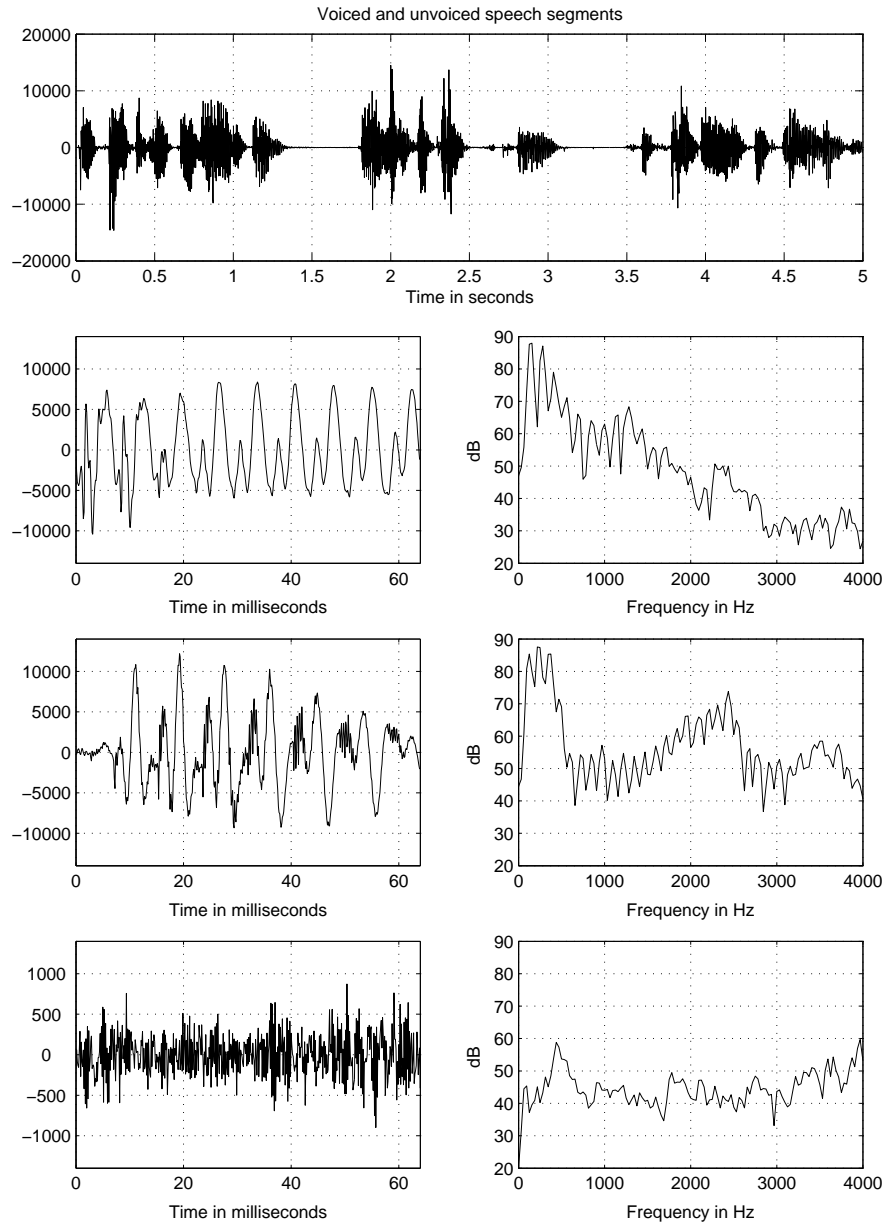 Voiced and unvoiced speech segments
20000
10000
0
−10000
−20000
0 0.5 1 1.5 2 2.5 3 3.5 4 4.5 5
Time in seconds
10000
5000
0
−5000
−10000
0 20 40 60
Time in milliseconds
90
80
70
60
50
40
30
20
dB
0 1000 2000 3000 4000
Frequency in Hz
10000
5000
0
−5000
−10000
0 20 40 60
Time in milliseconds
90
80
70
60
50
40
30
20
dB
0 1000 2000 3000 4000
Frequency in Hz
1000
500
0
−500
−1000
0 20 40 60
Time in milliseconds
90
80
70
60
50
40
30
20
dB
0 1000 2000 3000 4000
Frequency in Hz